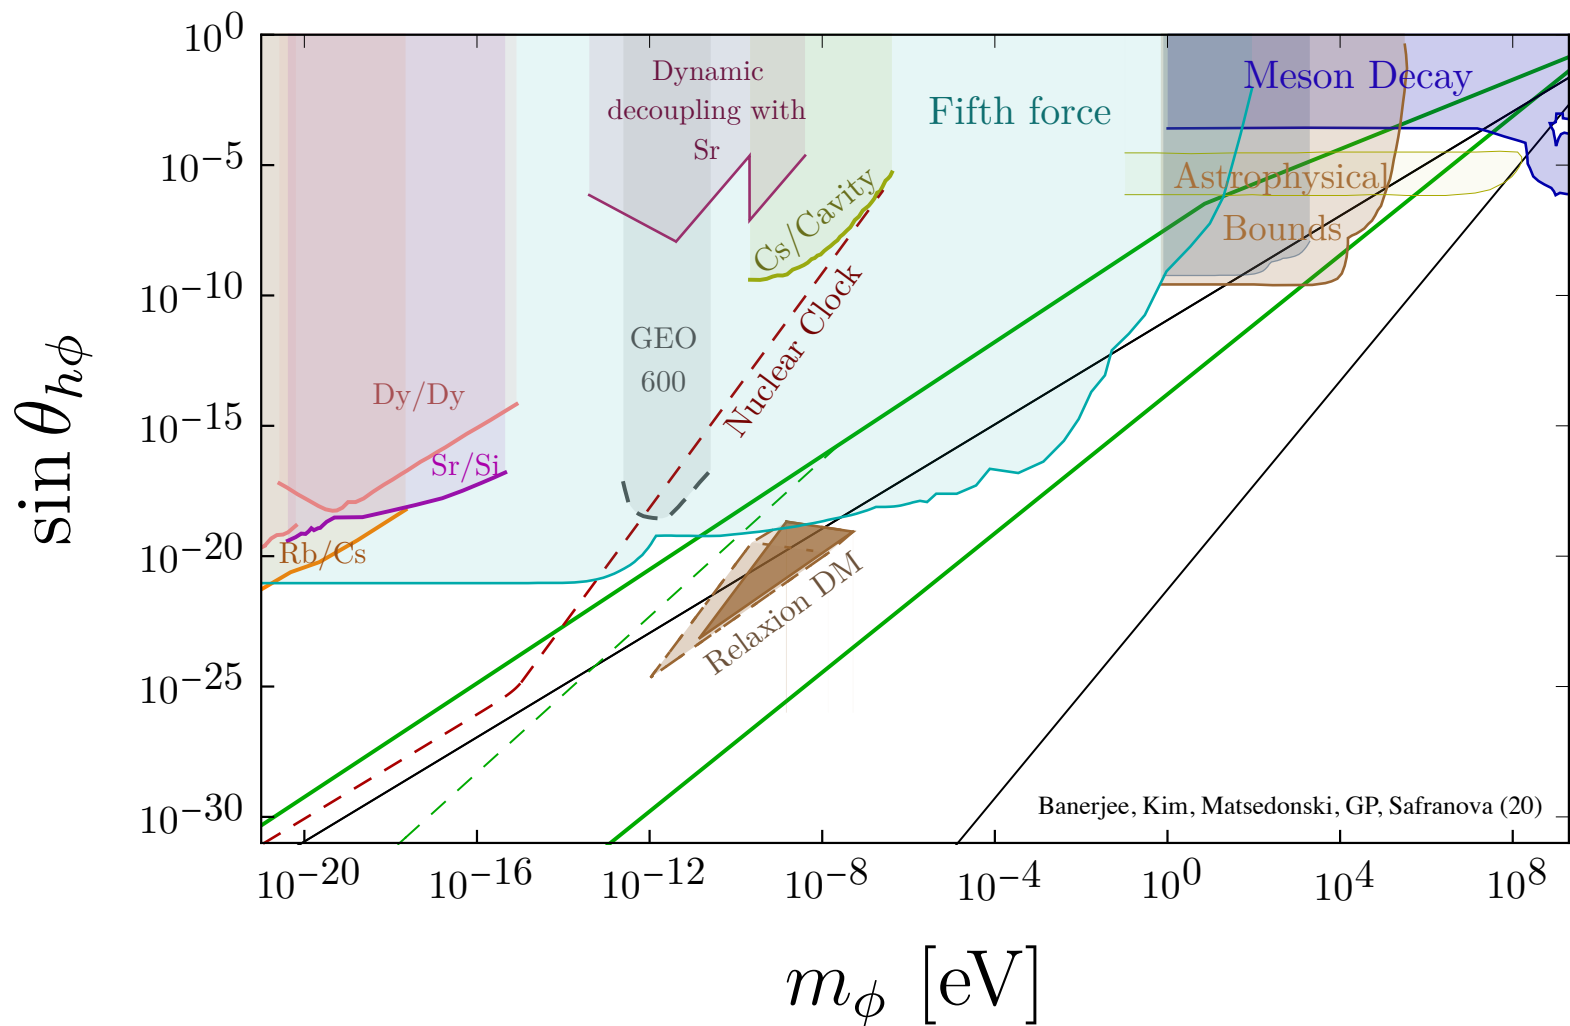 10^0
10^−5
10^−10
10^−15
10^−20
10^−25
10^−30
sin θ_hϕ
Dynamic
decoupling with
Sr
Fifth force
Meson Decay
Astrophysical
Bounds
Cs/Cavity
Nuclear Clock
GEO
600
Dy/Dy
Sr/Si
Rb/Cs
Relaxion DM
Banerjee, Kim, Matsedonski, GP, Safranova (20)
10^−20 10^−16 10^−12 10^−8 10^−4 10^0 10^4 10^8
m_ϕ [eV]